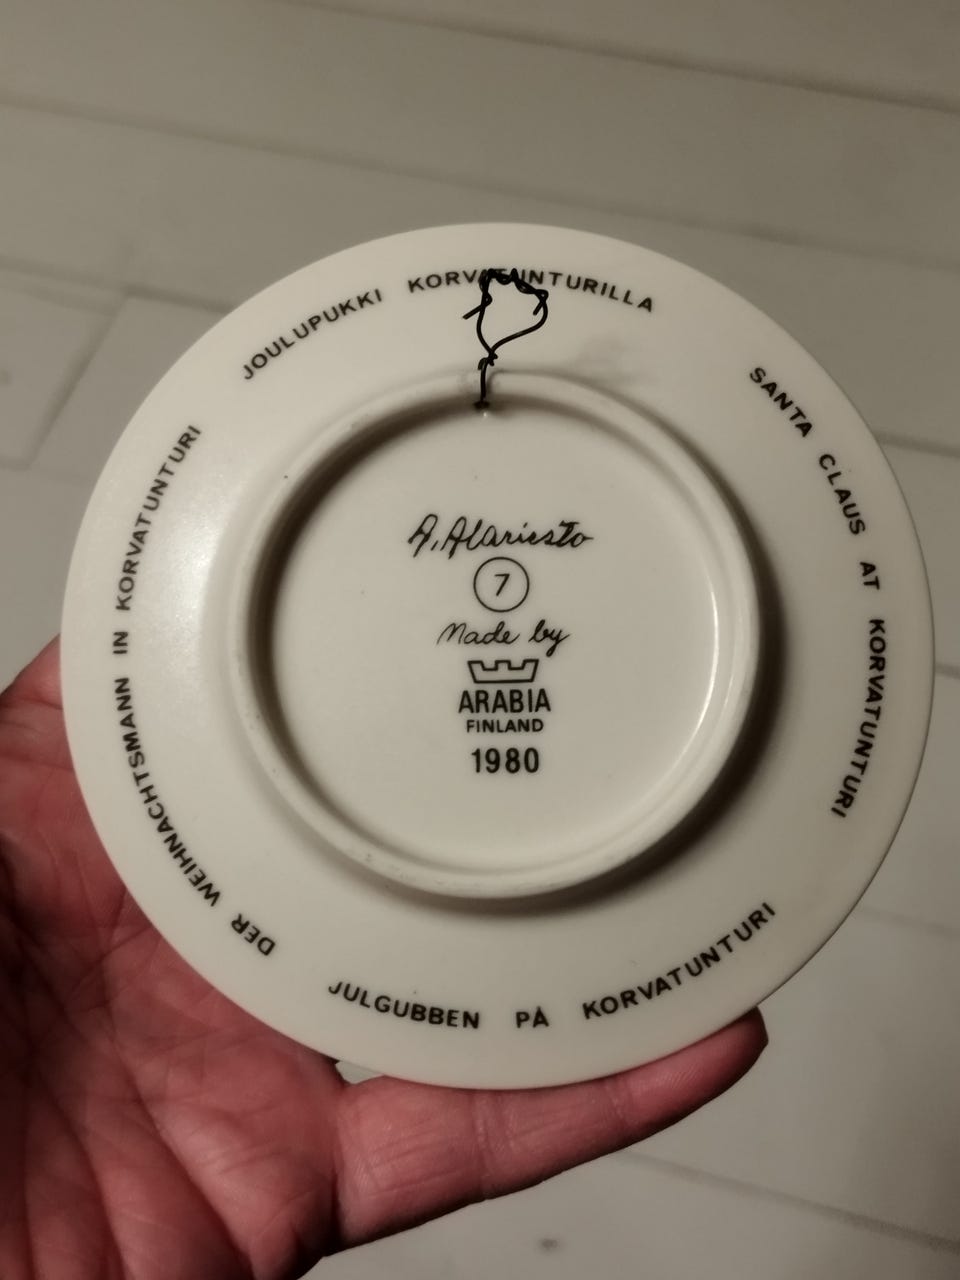 JOULUPUKKI KORVATUNTURILLA
SANTA CLAUS AT KORVATUNTURI
JULGUBBEN PÅ KORVATUNTURI
DER WEIHNACHTSMANN IN KORVATUNTURI
A. Alariesto
7
Made by
ARABIA
FINLAND
1980